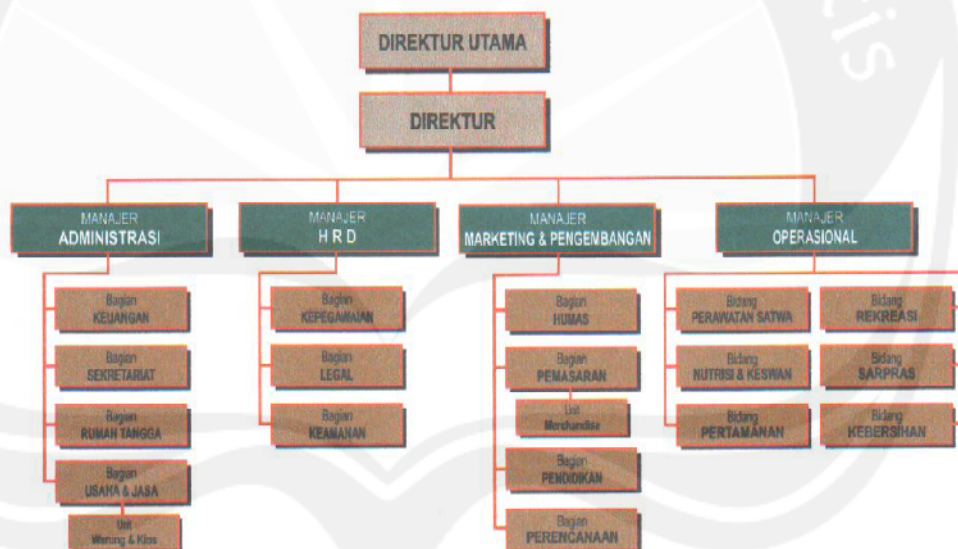 DIREKTUR UTAMA
DIREKTUR
MANAJER
ADMINISTRASI
Bagian
KEUANGAN
Bagian
SEKRETARIAT
Bagian
RUMAH TANGGA
Bagian
USAHA & JASA
Unit
Warung & Kios
MANAJER
H R D
Bagian
KEPEGAWAIAN
Bagian
LEGAL
Bagian
KEAMANAN
MANAJER
MARKETING & PENGEMBANGAN
Bagian
HUMAS
Bagian
PEMASARAN
Unit
Merchandise
Bagian
PENDIDIKAN
Bagian
PERENCANAAN
MANAJER
OPERASIONAL
Bidang
PERAWATAN SATWA
Bidang
NUTRISI & KESWAN
Bidang
PERTAMANAN
Bidang
REKREASI
Bidang
SARPRAS
Bidang
KEBERSIHAN